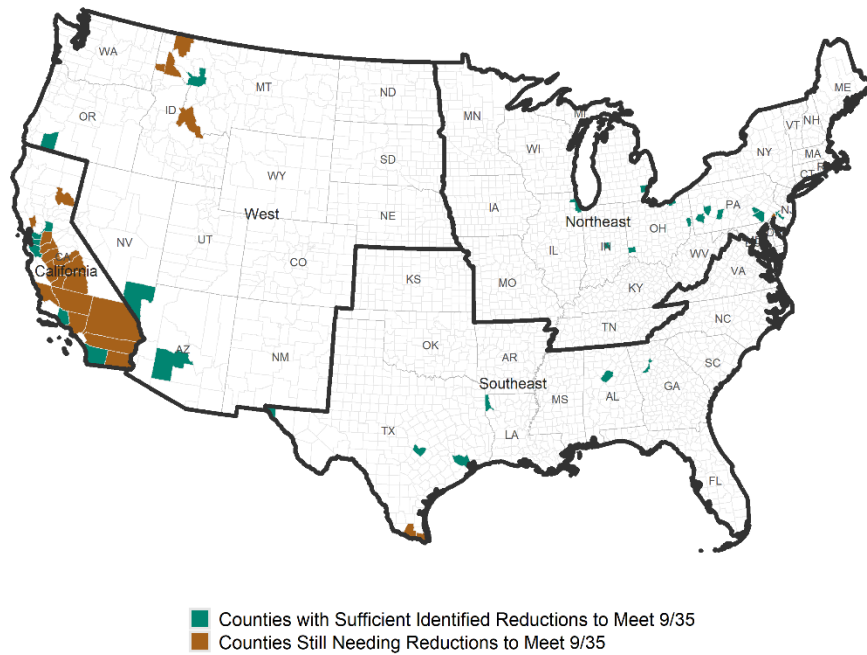 WA
MT
ND
MN
MI
ME
OR
ID
VT
NH
SD
WI
NY
MA
CT
WY
West
IA
NE
PA
NJ
Northeast
OH
NV
UT
IL
IN
CA
California
CO
WV
VA
KS
MO
KY
NC
TN
AZ
OK
AR
NM
SC
Southeast
MS
AL
GA
TX
LA
FL
Counties with Sufficient Identified Reductions to Meet 9/35
Counties Still Needing Reductions to Meet 9/35